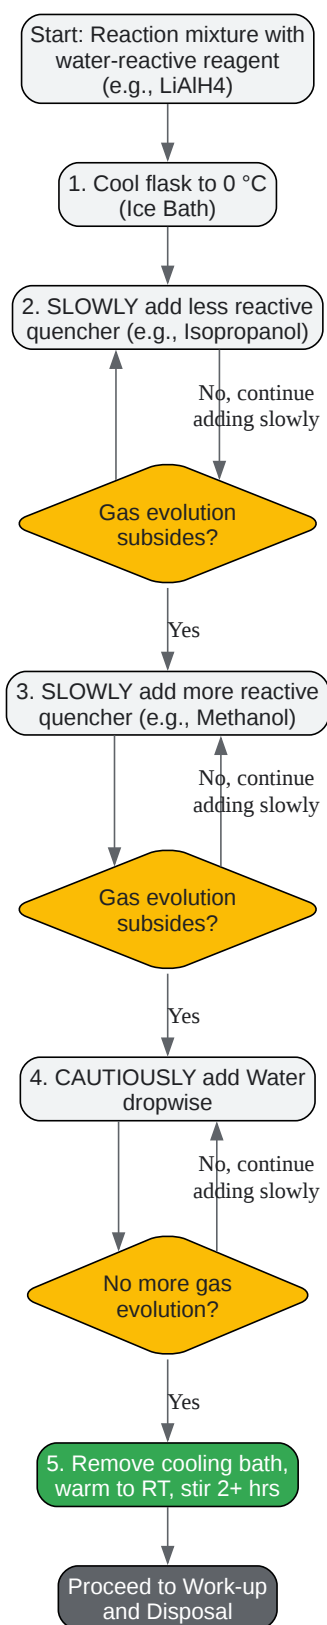 Start: Reaction mixture with
water-reactive reagent
(e.g., LiAlH4)
1. Cool flask to 0 °C
(Ice Bath)
2. SLOWLY add less reactive
quencher (e.g., Isopropanol)
No, continue
adding slowly
Gas evolution
subsides?
Yes
3. SLOWLY add more reactive
quencher (e.g., Methanol)
No, continue
adding slowly
Gas evolution
subsides?
Yes
4. CAUTIOUSLY add Water
dropwise
No, continue
adding slowly
No more gas
evolution?
Yes
5. Remove cooling bath,
warm to RT, stir 2+ hrs
Proceed to Work-up
and Disposal